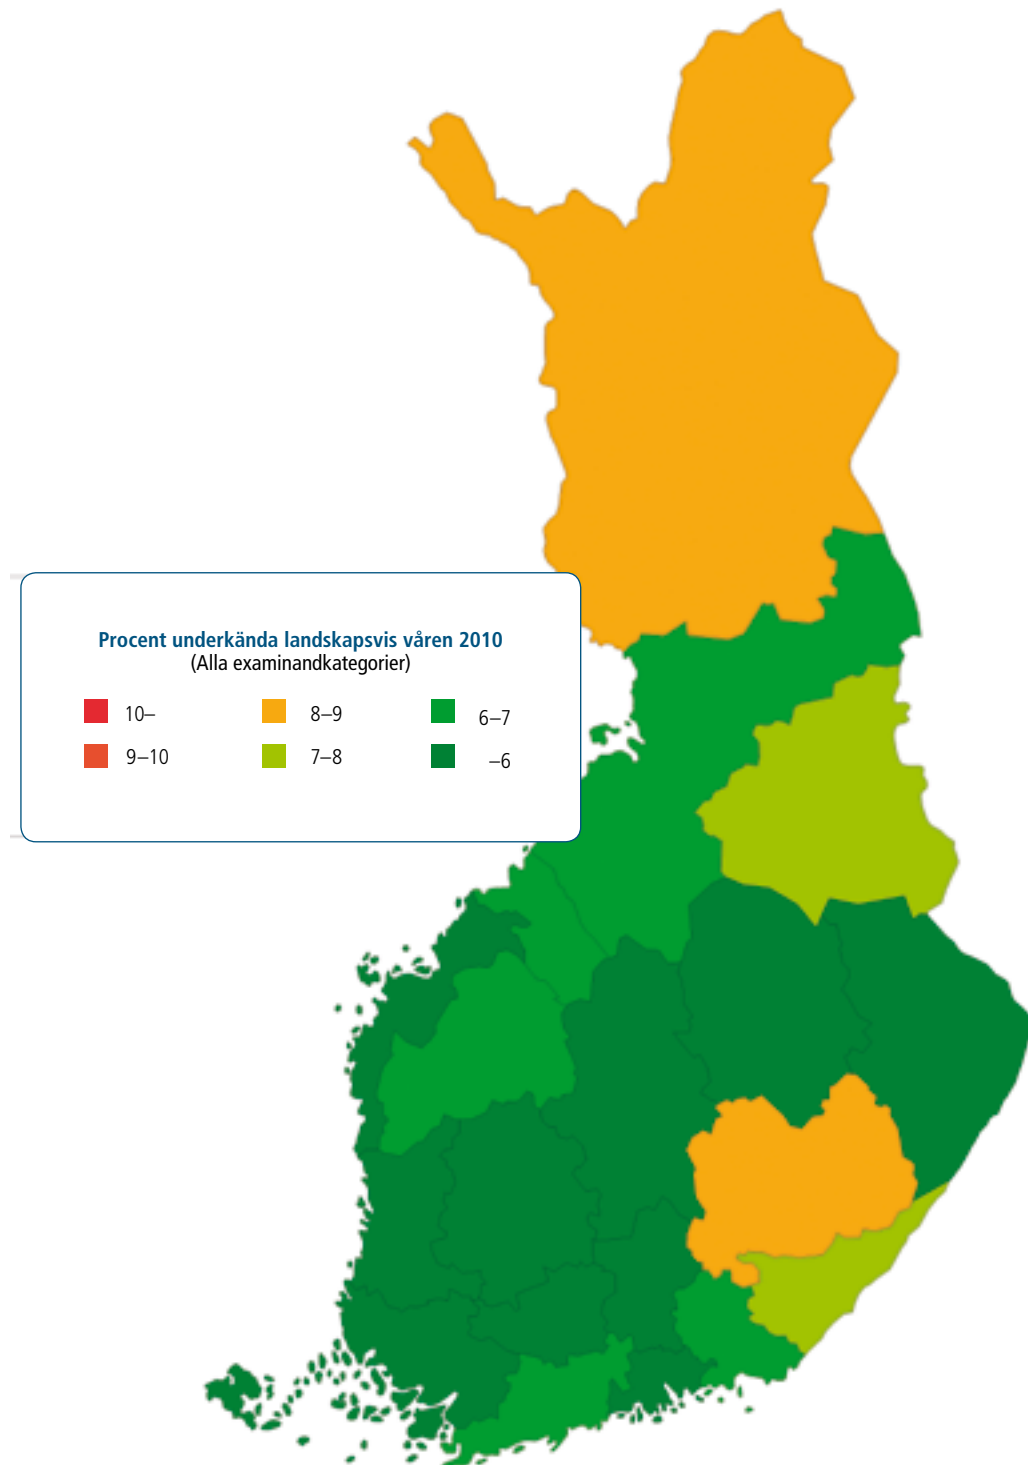 Procent underkända landskapsvis våren 2010
(Alla examinandkategorier)
10– 8–9 6–7
9–10 7–8 –6